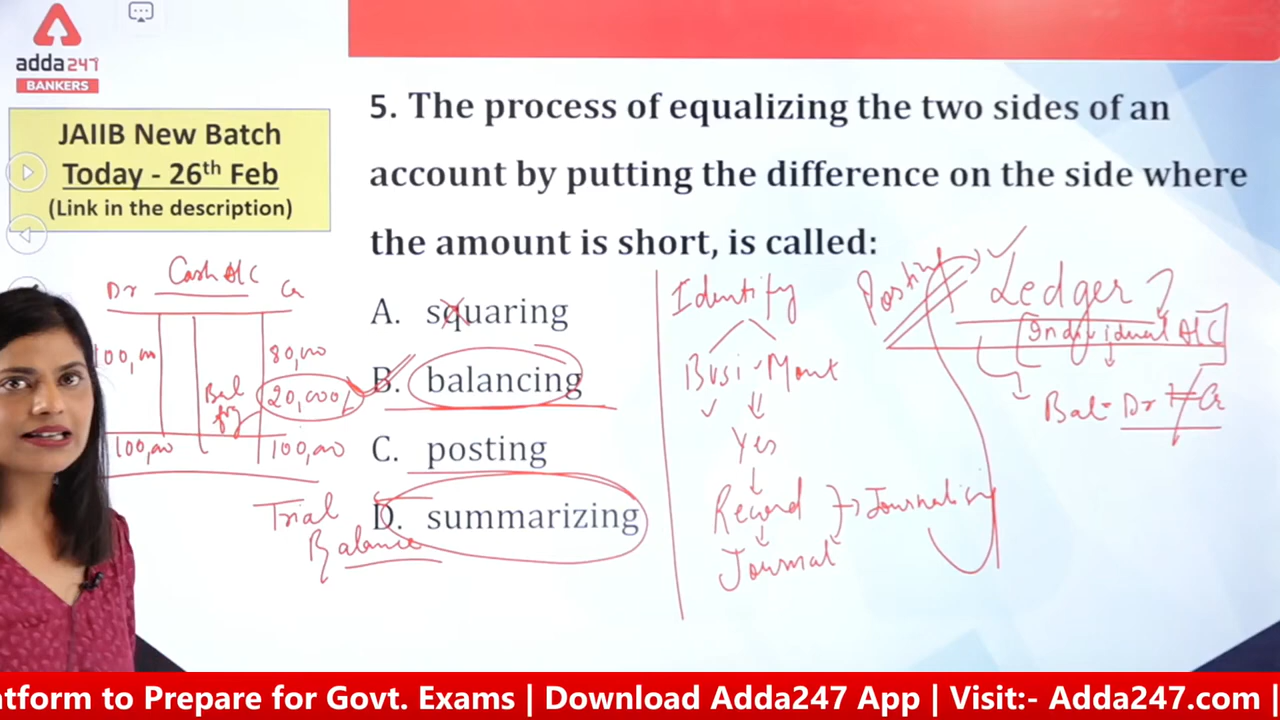 adda247
BANKERS
JAIIB New Batch
Today - 26th Feb
(Link in the description)
5. The process of equalizing the two sides of an
account by putting the difference on the side where
the amount is short, is called:
A. squaring
B. balancing
C. posting
D. summarizing
Dr Cash A/C Cr
100,000 80,000
Bal 20,000/-
100,000 100,000
Trial
Balance
Identify
Busi Monet
Yes
Record → Journalising
Journal
Posting
Ledger ?
Individual A/C
Bal = Dr ≠ Cr
atform to Prepare for Govt. Exams | Download Adda247 App | Visit:- Adda247.com |